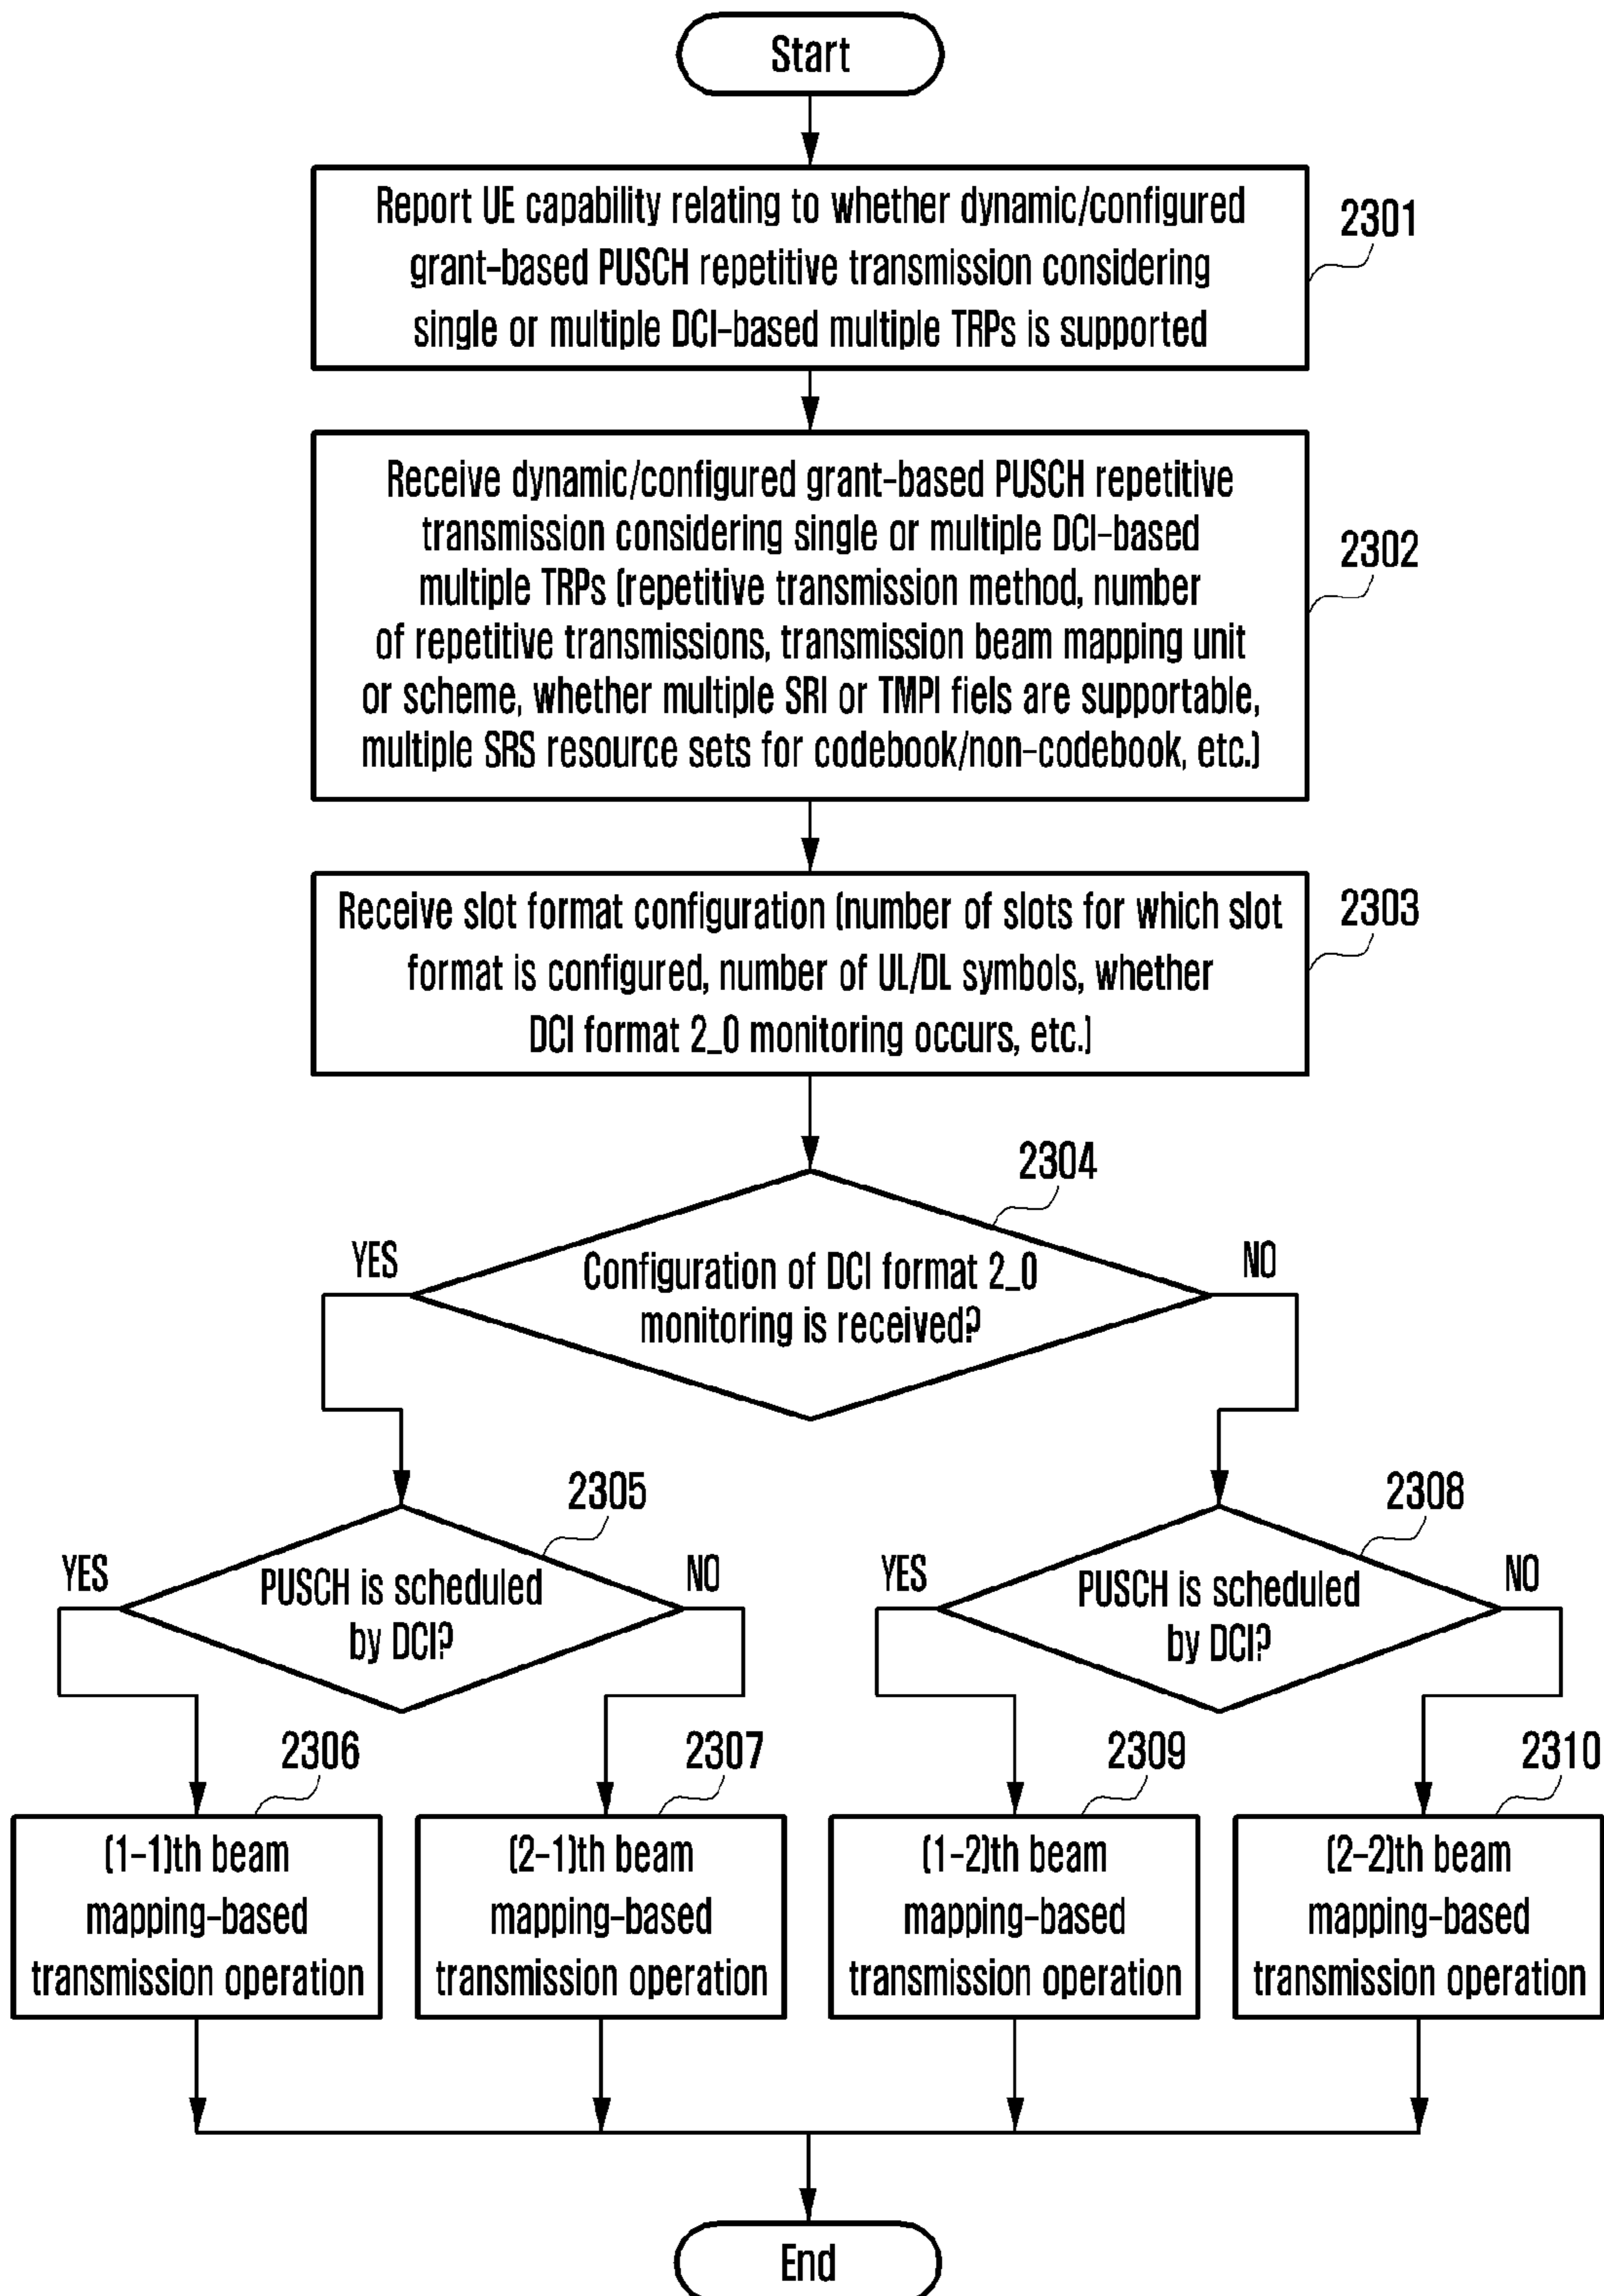 Start
Report UE capability relating to whether dynamic/configured
grant-based PUSCH repetitive transmission considering
single or multiple DCI-based multiple TRPs is supported
2301
Receive dynamic/configured grant-based PUSCH repetitive
transmission considering single or multiple DCI-based
multiple TRPs (repetitive transmission method, number
of repetitive transmissions, transmission beam mapping unit
or scheme, whether multiple SRI or TMPI fiels are supportable,
multiple SRS resource sets for codebook/non-codebook, etc.)
2302
Receive slot format configuration (number of slots for which slot
format is configured, number of UL/DL symbols, whether
DCI format 2_0 monitoring occurs, etc.)
2303
2304
YES
Configuration of DCI format 2_0
monitoring is received?
NO
2305
YES
PUSCH is scheduled
by DCI?
NO
2308
YES
PUSCH is scheduled
by DCI?
NO
2306
(1-1)th beam
mapping-based
transmission operation
2307
(2-1)th beam
mapping-based
transmission operation
2309
(1-2)th beam
mapping-based
transmission operation
2310
(2-2)th beam
mapping-based
transmission operation
End